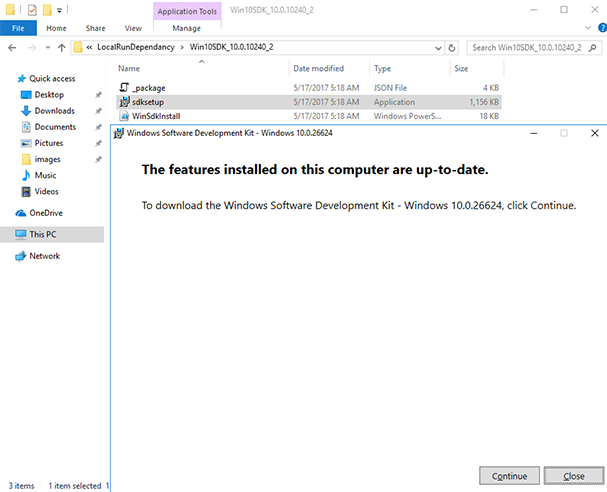 Application Tools
Win10SDK_10.0.10240_2
File
Home
Share
View
Manage
« LocalRunDependancy › Win10SDK_10.0.10240_2
Search Win10SDK_10.0.10240_2
Name
Date modified
Type
Size
Quick access
Desktop
Downloads
Documents
Pictures
images
Music
Videos
OneDrive
This PC
Network
_package 5/17/2017 5:18 AM JSON File 4 KB
sdksetup 5/17/2017 5:18 AM Application 1,156 KB
WinSdkInstall 5/17/2017 5:18 AM Windows PowerS... 18 KB
Windows Software Development Kit - Windows 10.0.26624
The features installed on this computer are up-to-date.
To download the Windows Software Development Kit - Windows 10.0.26624, click Continue.
Continue
Close
3 items 1 item selected 1